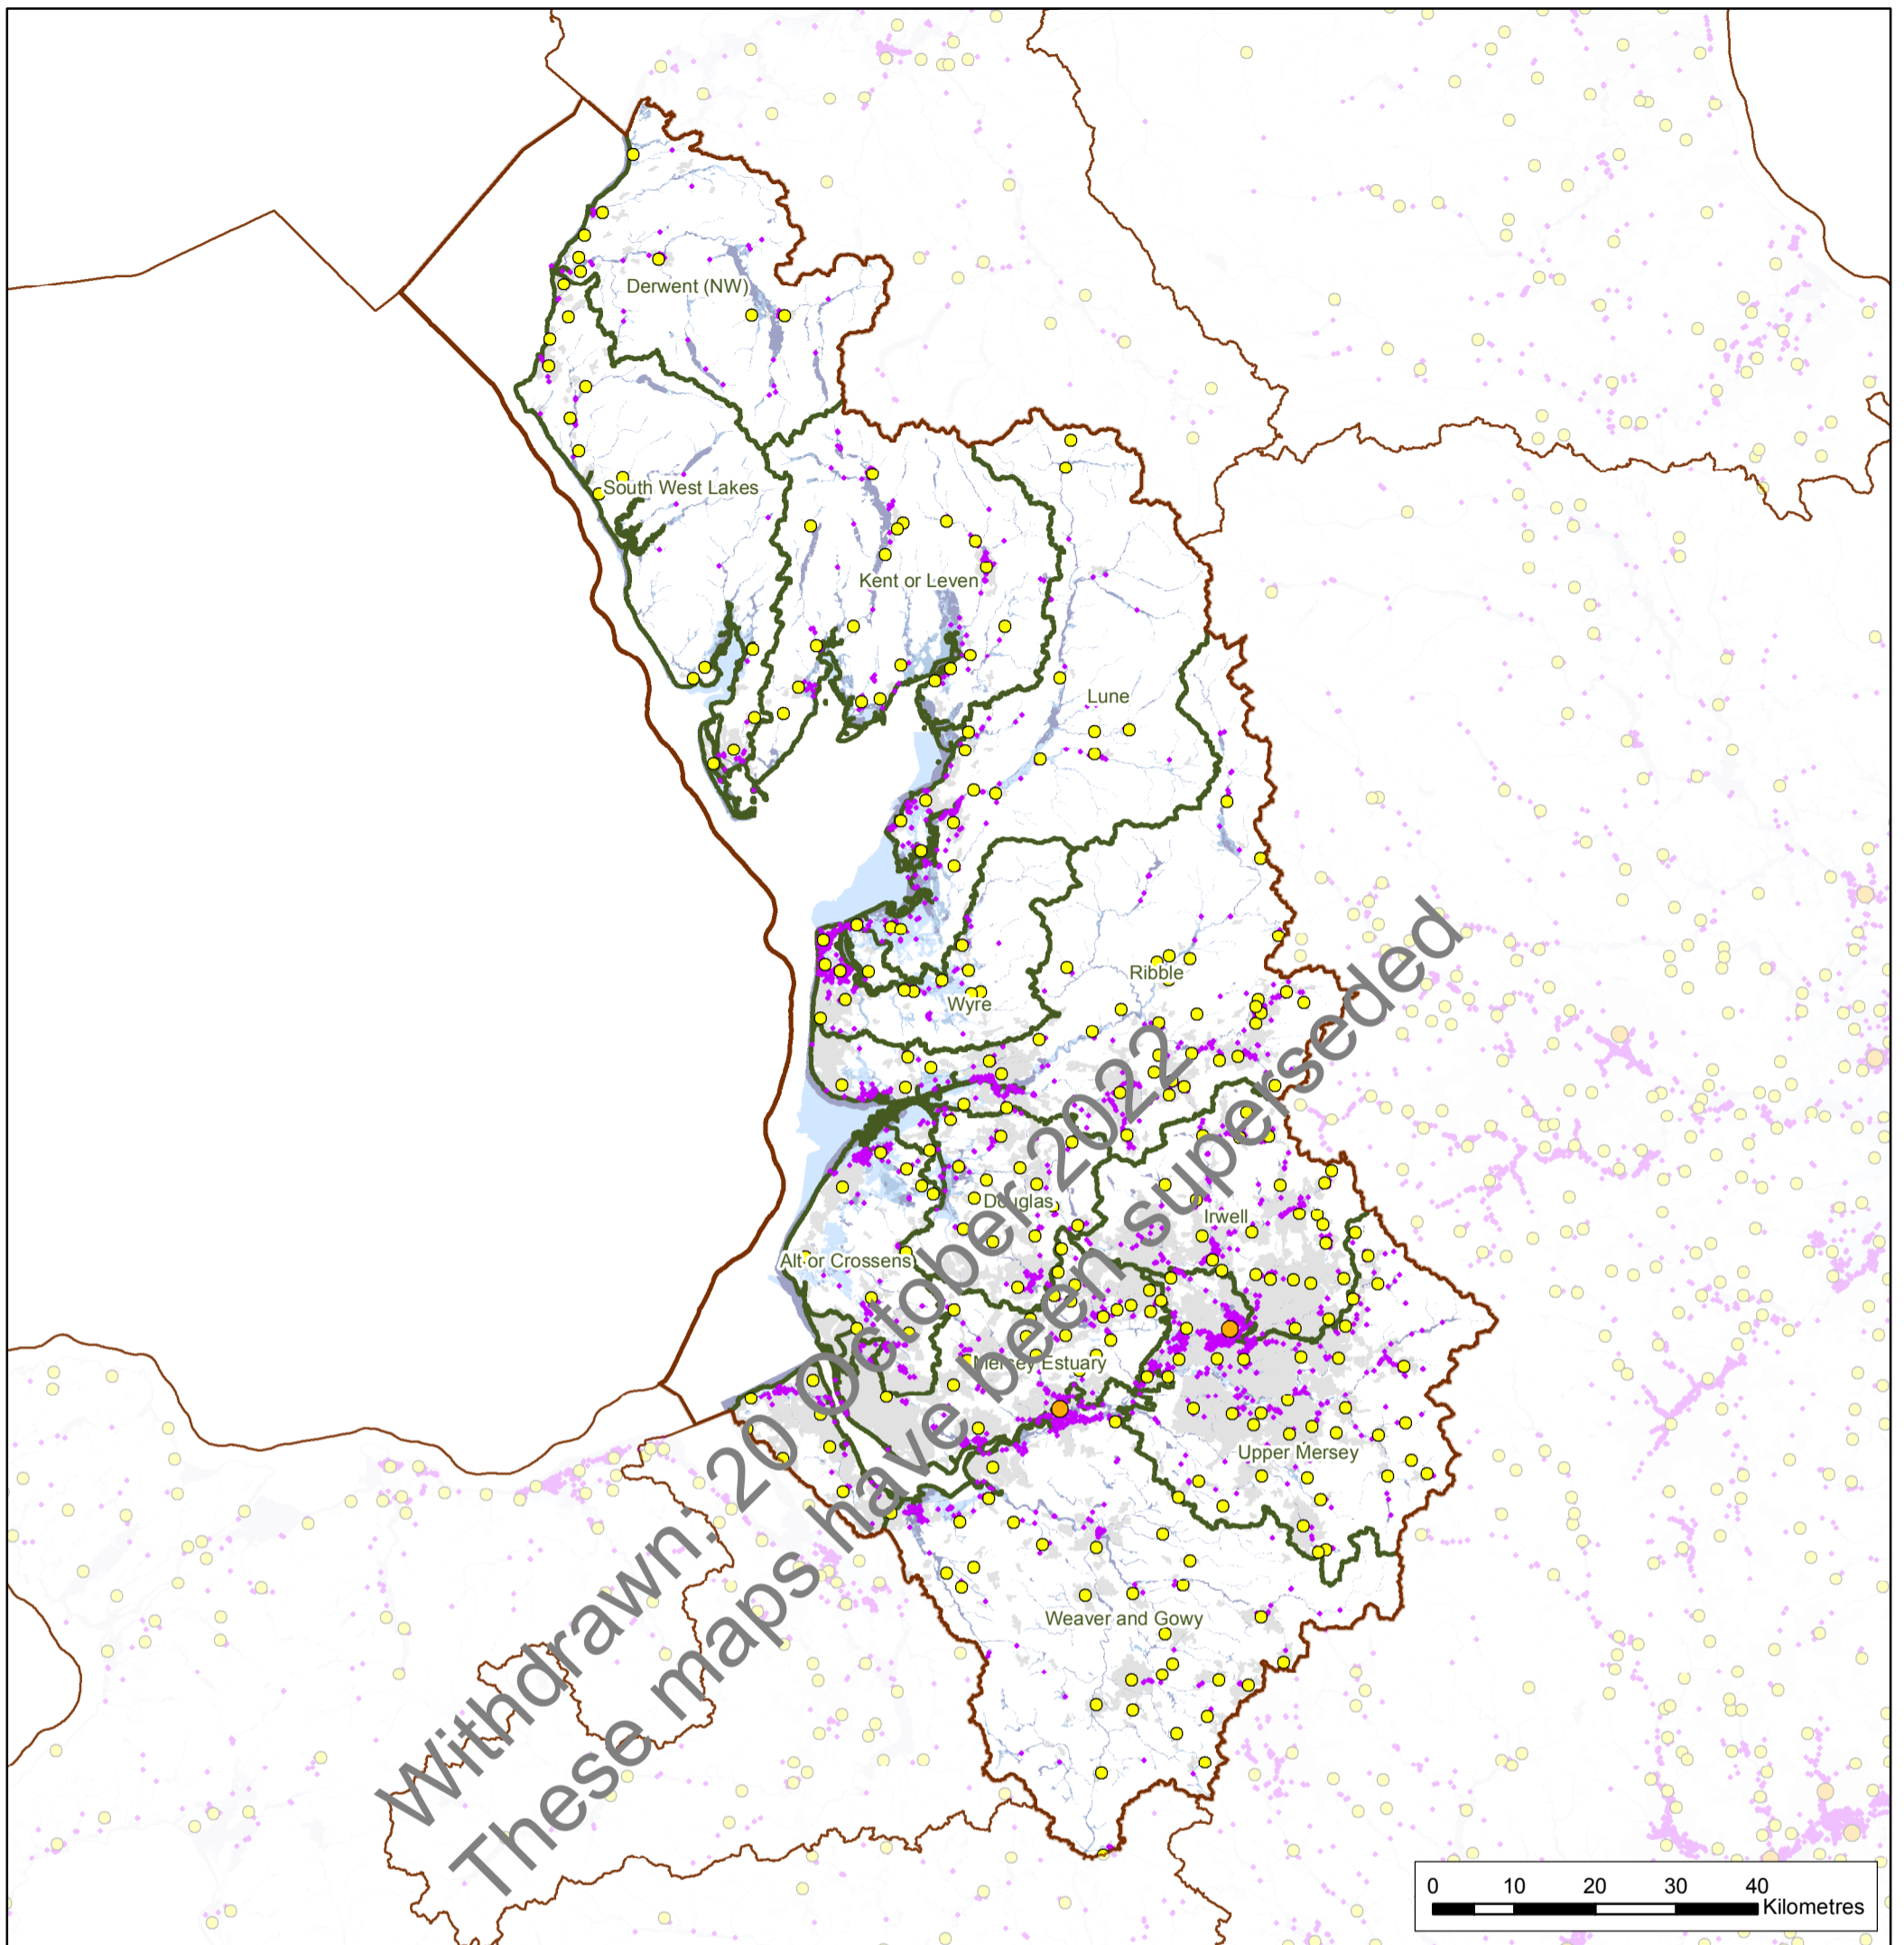 Derwent (NW)
South West Lakes
Kent or Leven
Lune
Ribble
Wyre
Douglas
Irwell
Alt or Crossens
Mersey Estuary
Upper Mersey
Weaver and Gowy
Withdrawn: 20 October 2022
These maps have been superseded
0 10 20 30 40
Kilometres